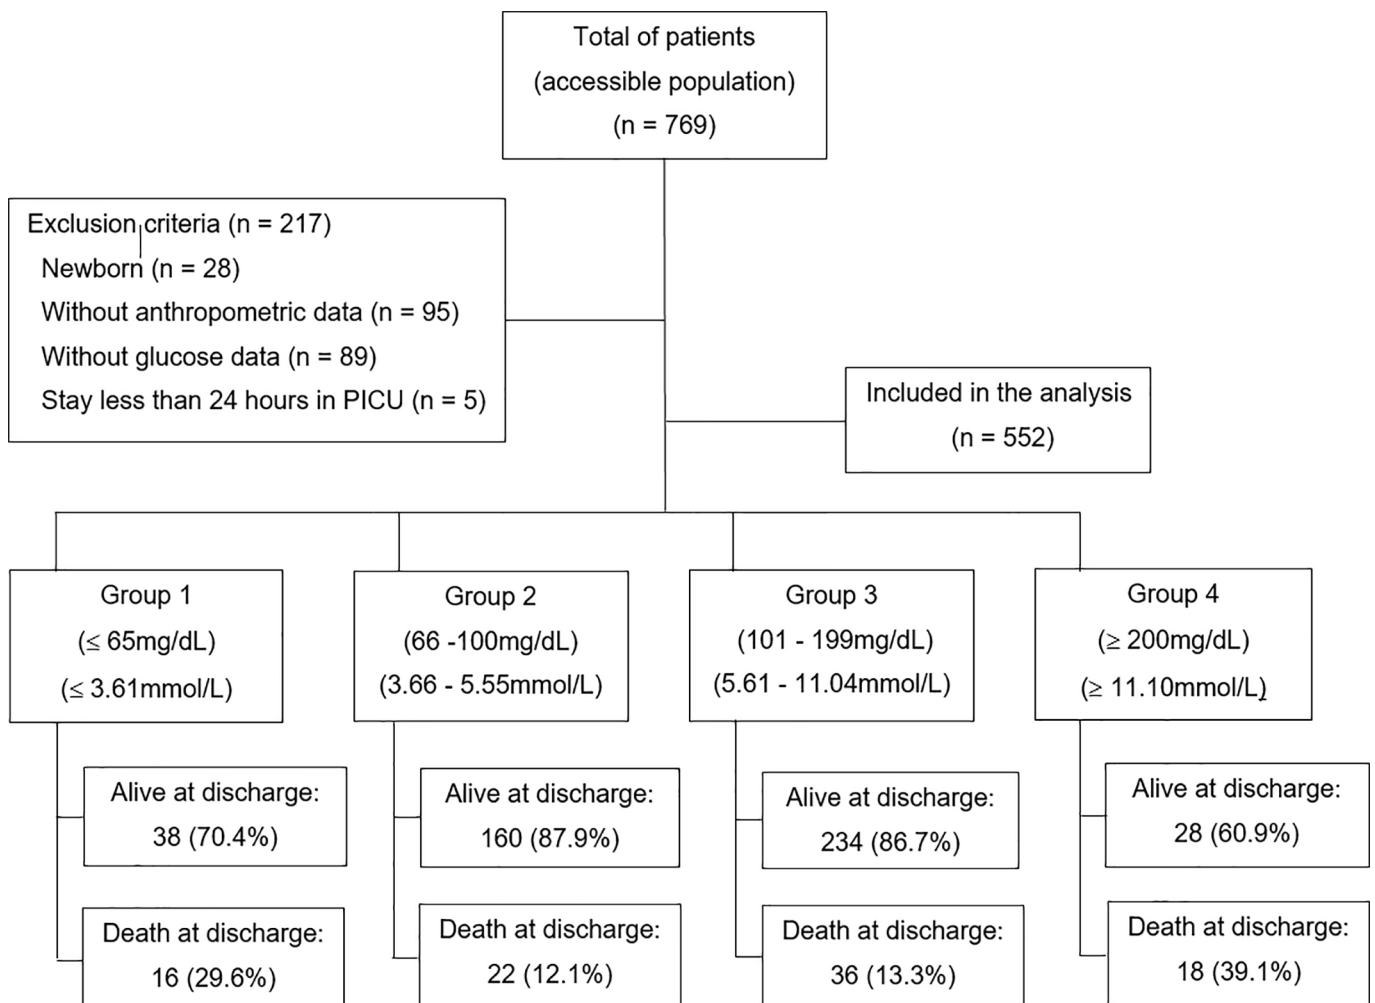 Total of patients
(accessible population)
(n = 769)
Exclusion criteria (n = 217)
Newborn (n = 28)
Without anthropometric data (n = 95)
Without glucose data (n = 89)
Stay less than 24 hours in PICU (n = 5)
Included in the analysis
(n = 552)
Group 1
(≤ 65mg/dL)
(≤ 3.61mmol/L)
Group 2
(66 -100mg/dL)
(3.66 - 5.55mmol/L)
Group 3
(101 - 199mg/dL)
(5.61 - 11.04mmol/L)
Group 4
(≥ 200mg/dL)
(≥ 11.10mmol/L)
Alive at discharge:
38 (70.4%)
Alive at discharge:
160 (87.9%)
Alive at discharge:
234 (86.7%)
Alive at discharge:
28 (60.9%)
Death at discharge:
16 (29.6%)
Death at discharge:
22 (12.1%)
Death at discharge:
36 (13.3%)
Death at discharge:
18 (39.1%)